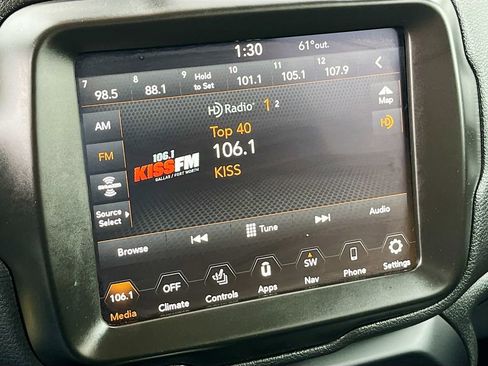 1:30 61° out.
7 98.5 8 88.1 9 Hold to Set 10 101.1 11 105.1 12 107.9
Map
HD Radio 1 2
AM
Top 40
HD
106.1
FM
106.1
KISSFM
DALLAS / FORT WORTH
KISS
Source
Select
Browse Tune Audio
106.1 OFF SW
Media Climate Controls Apps Nav Phone Settings